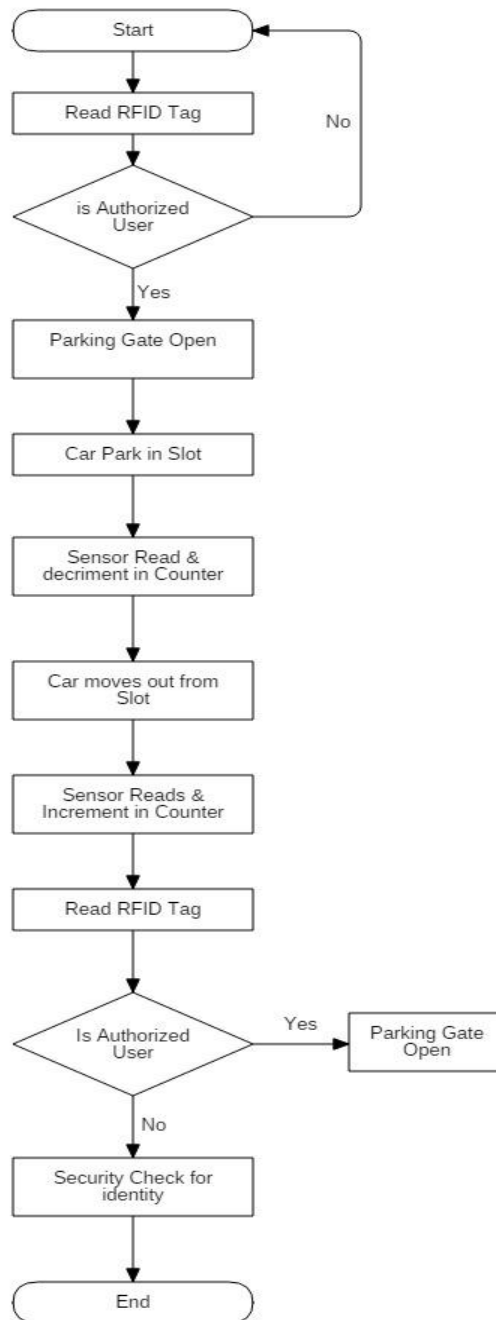 Start
Read RFID Tag
No
is Authorized
User
Yes
Parking Gate Open
Car Park in Slot
Sensor Read &
decriment in Counter
Car moves out from
Slot
Sensor Reads &
Increment in Counter
Read RFID Tag
Is Authorized
User
Yes
Parking Gate
Open
No
Security Check for
identity
End